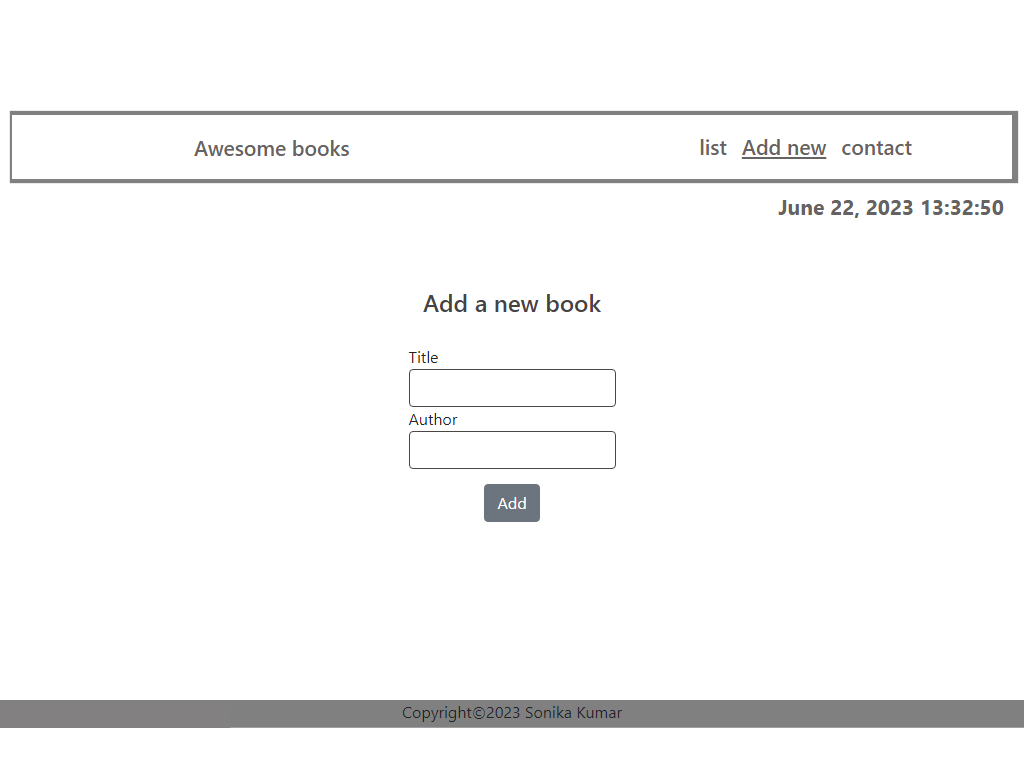 Awesome books
list Add new contact
June 22, 2023 13:32:50
Add a new book
Title
Author
Add
Copyright©2023 Sonika Kumar